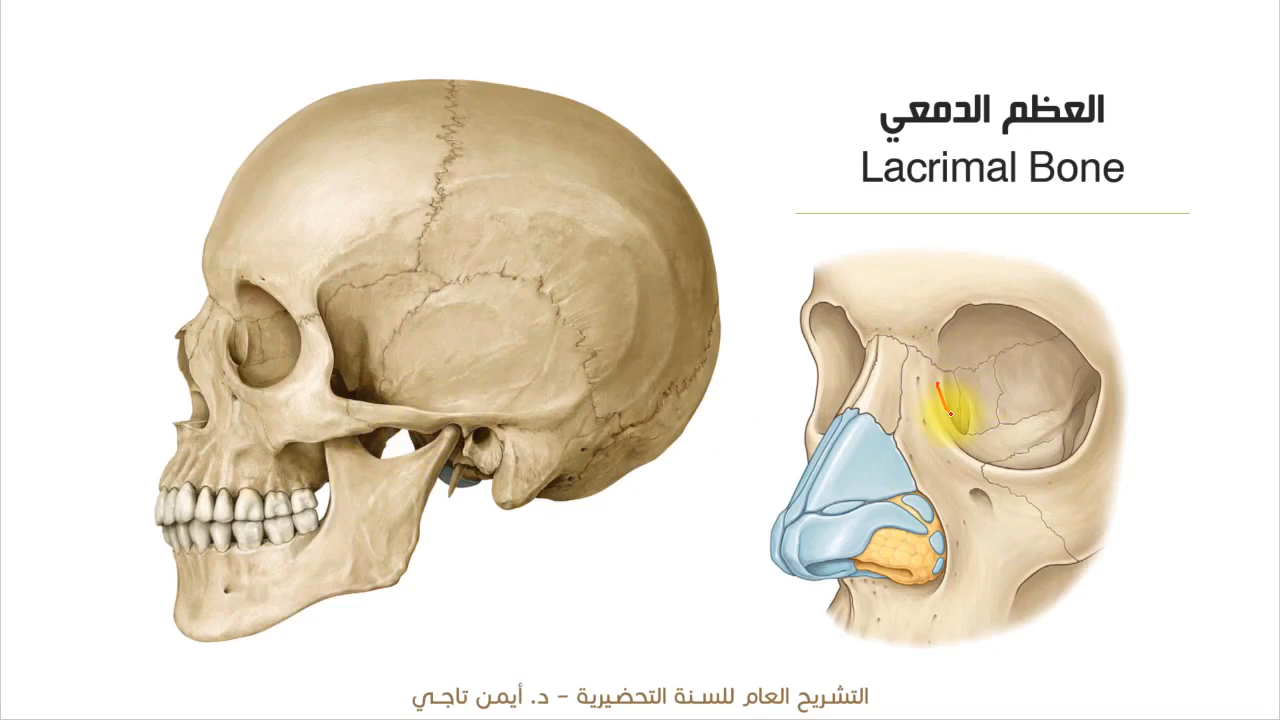 العظم الدمعي
Lacrimal Bone
التشريح العام للسنة التحضيرية - د. أيمن تاجي